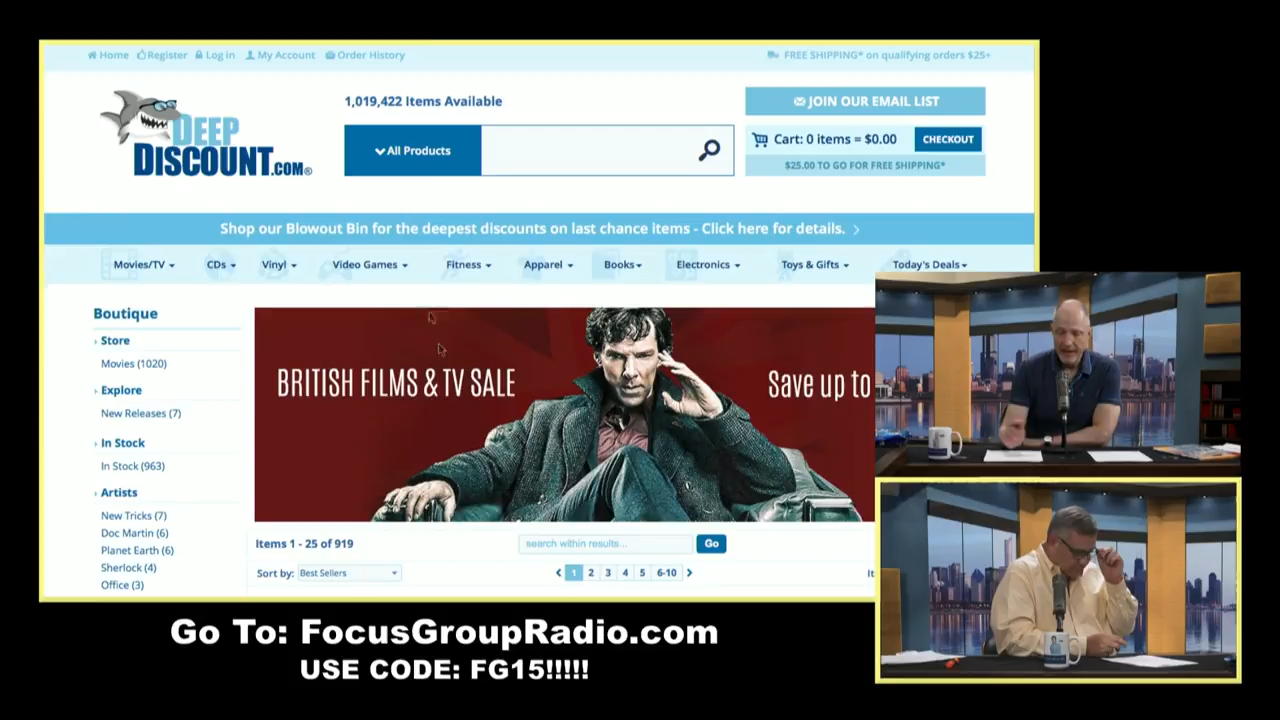 Home Register Log in My Account Order History
FREE SHIPPING* on qualifying orders $25+
DEEP
DISCOUNT.COM®
1,019,422 Items Available
All Products
JOIN OUR EMAIL LIST
Cart: 0 items = $0.00 CHECKOUT
$25.00 TO GO FOR FREE SHIPPING*
Shop our Blowout Bin for the deepest discounts on last chance items - Click here for details.
Movies/TV CDs Vinyl Video Games Fitness Apparel Books Electronics Toys & Gifts Today's Deals
Boutique
Store
Movies (1020)
Explore
New Releases (7)
In Stock
In Stock (963)
Artists
New Tricks (7)
Doc Martin (6)
Planet Earth (6)
Sherlock (4)
Office (3)
BRITISH FILMS & TV SALE
Save up to
Items 1 - 25 of 919
search within results... Go
Sort by: Best Sellers
1 2 3 4 5 6-10
Go To: FocusGroupRadio.com
USE CODE: FG15!!!!!